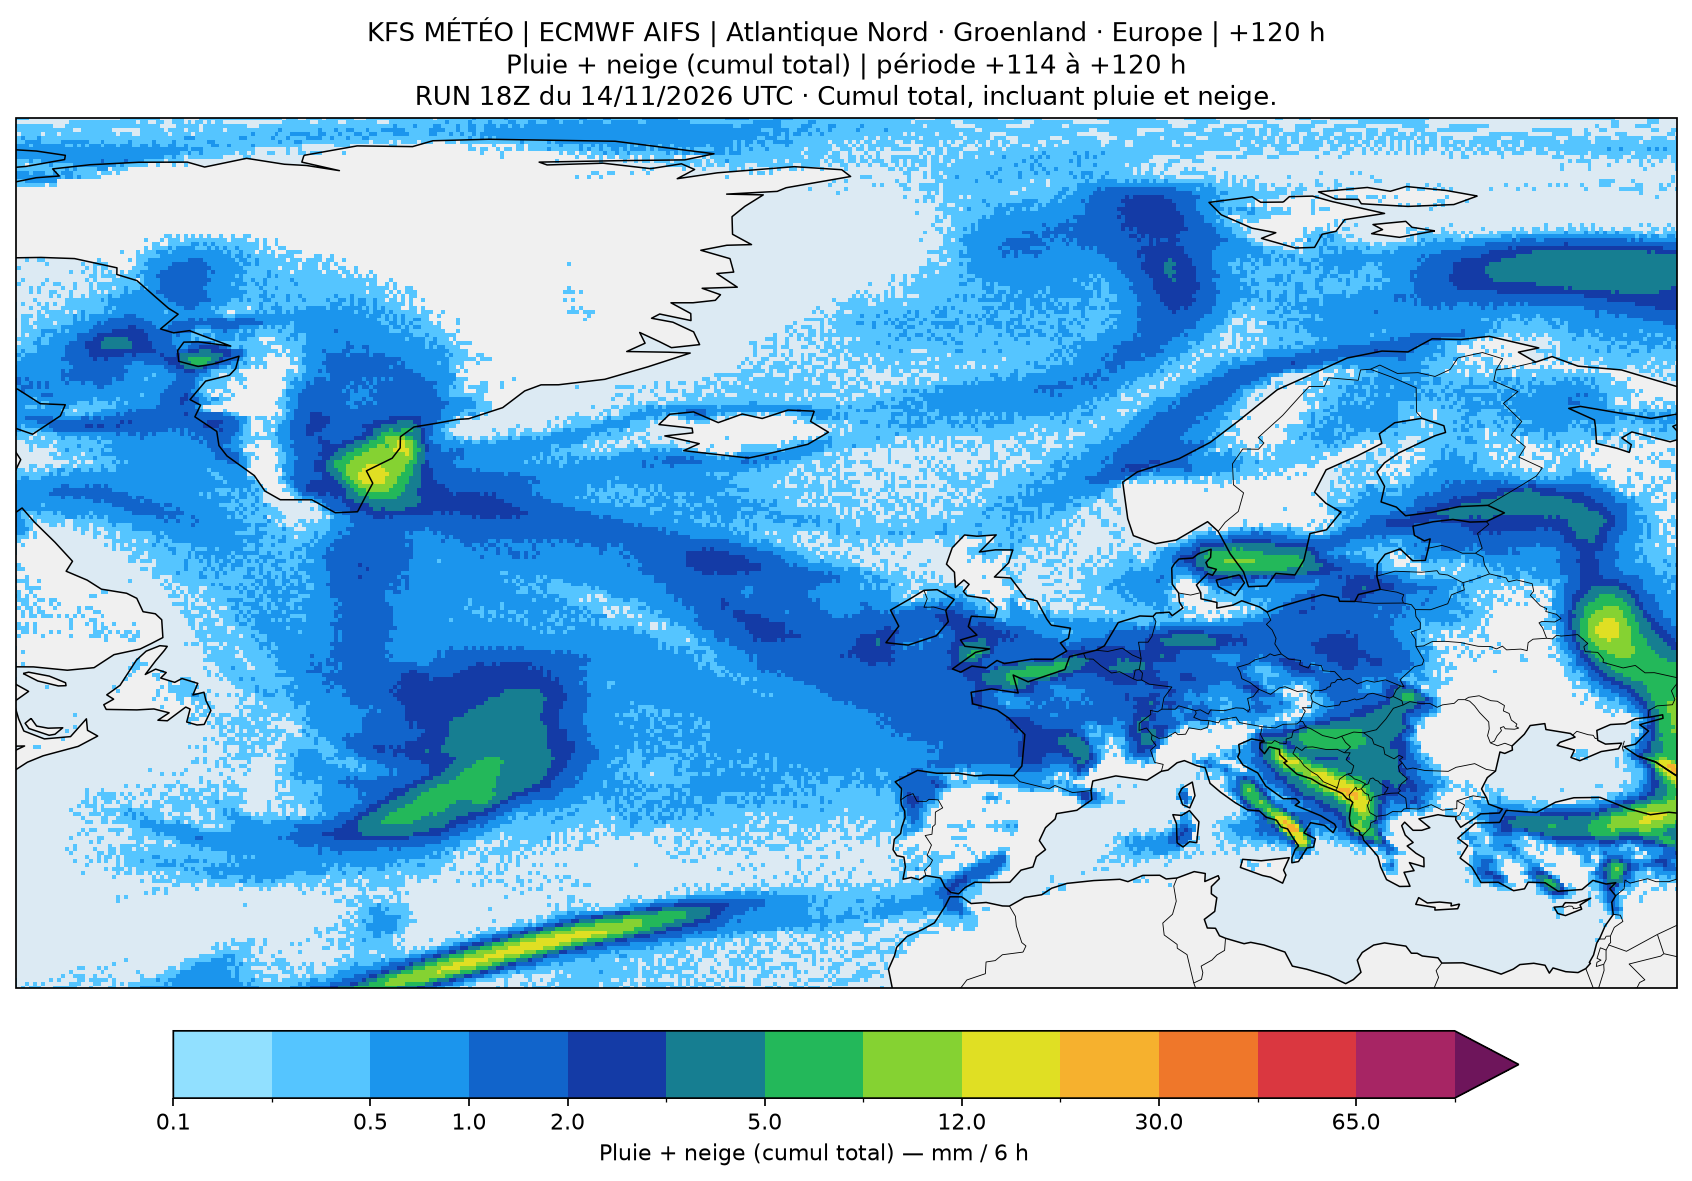 KFS MÉTÉO | ECMWF AIFS | Atlantique Nord · Groenland · Europe | +120 h
Pluie + neige (cumul total) | période +114 à +120 h
RUN 18Z du 14/11/2026 UTC · Cumul total, incluant pluie et neige.
0.1 0.5 1.0 2.0 5.0 12.0 30.0 65.0
Pluie + neige (cumul total) — mm / 6 h